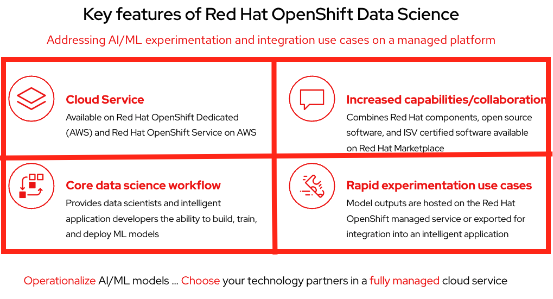 Key features of Red Hat OpenShift Data Science
Addressing AI/ML experimentation and integration use cases on a managed platform
Cloud Service
Available on Red Hat OpenShift Dedicated
(AWS) and Red Hat OpenShift Service on AWS
Increased capabilities/collaboration
Combines Red Hat components, open source
software, and ISV certified software available
on Red Hat Marketplace
Core data science workflow
Provides data scientists and intelligent
application developers the ability to build, train,
and deploy ML models
Rapid experimentation use cases
Model outputs are hosted on the Red Hat
OpenShift managed service or exported for
integration into an intelligent application
Operationalize AI/ML models ... Choose your technology partners in a fully managed cloud service